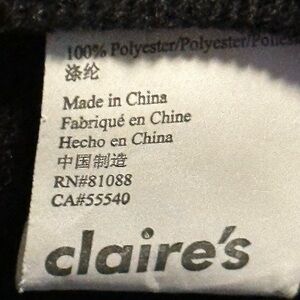 100% Polyester/Polyester/Polies
涤纶
Made in China
Fabriqué en Chine
Hecho en China
中国制造
RN#81088
CA#55540
claire's